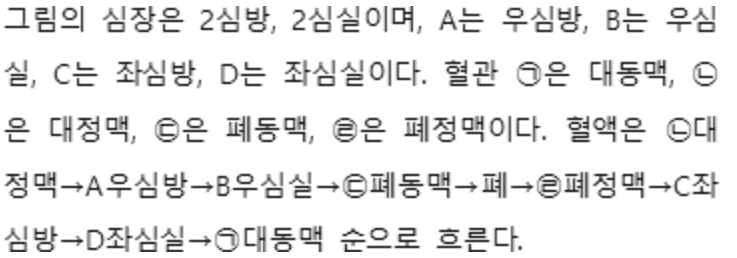 그림의 심장은 2심방, 2심실이며, A는 우심방, B는 우심
실, C는 좌심방, D는 좌심실이다. 혈관 ㉠은 대동맥, ㉡
은 대정맥, ㉢은 폐동맥, ㉣은 폐정맥이다. 혈액은 ㉡대
정맥→A우심방→B우심실→㉢폐동맥→폐→㉣폐정맥→C좌
심방→D좌심실→㉠대동맥 순으로 흐른다.